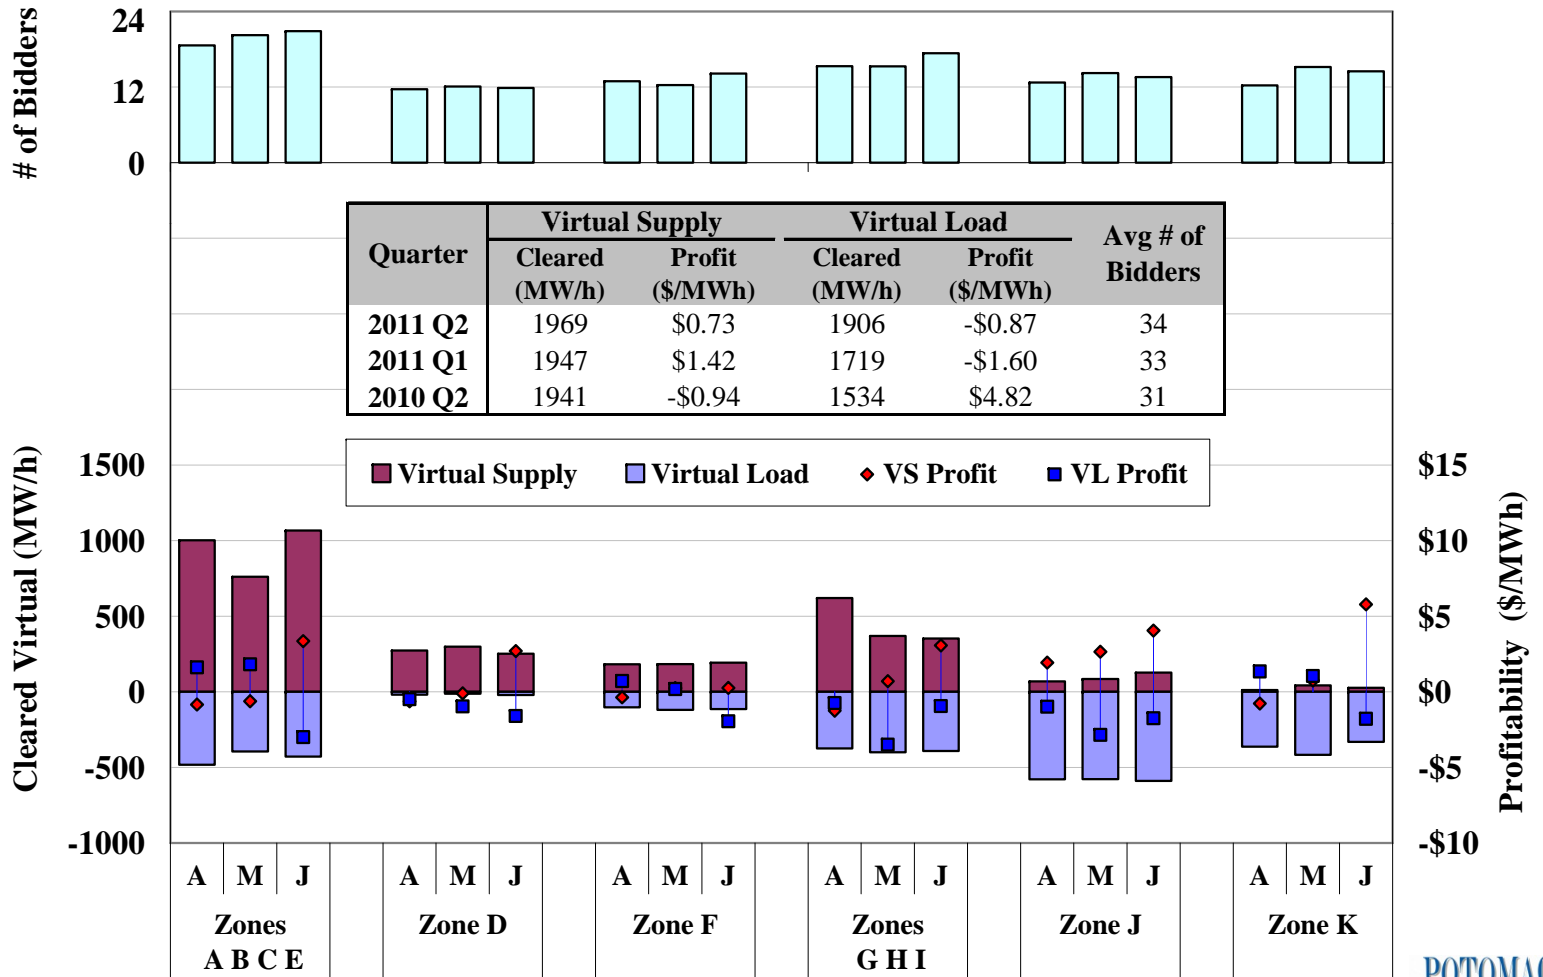 # of Bidders
24
12
0
Quarter
Virtual Supply
Virtual Load
Avg # of
Bidders
Cleared
(MW/h)
Profit
($/MWh)
Cleared
(MW/h)
Profit
($/MWh)
2011 Q2 1969 $0.73 1906 -$0.87 34
2011 Q1 1947 $1.42 1719 -$1.60 33
2010 Q2 1941 -$0.94 1534 $4.82 31
Virtual Supply Virtual Load VS Profit VL Profit
Cleared Virtual (MW/h)
1500
1000
500
0
-500
-1000
$15
$10
$5
$0
-$5
-$10
Profitability ($/MWh)
A M J A M J A M J A M J A M J A M J
Zones
A B C E
Zone D
Zone F
Zones
G H I
Zone J
Zone K
POTOMAC